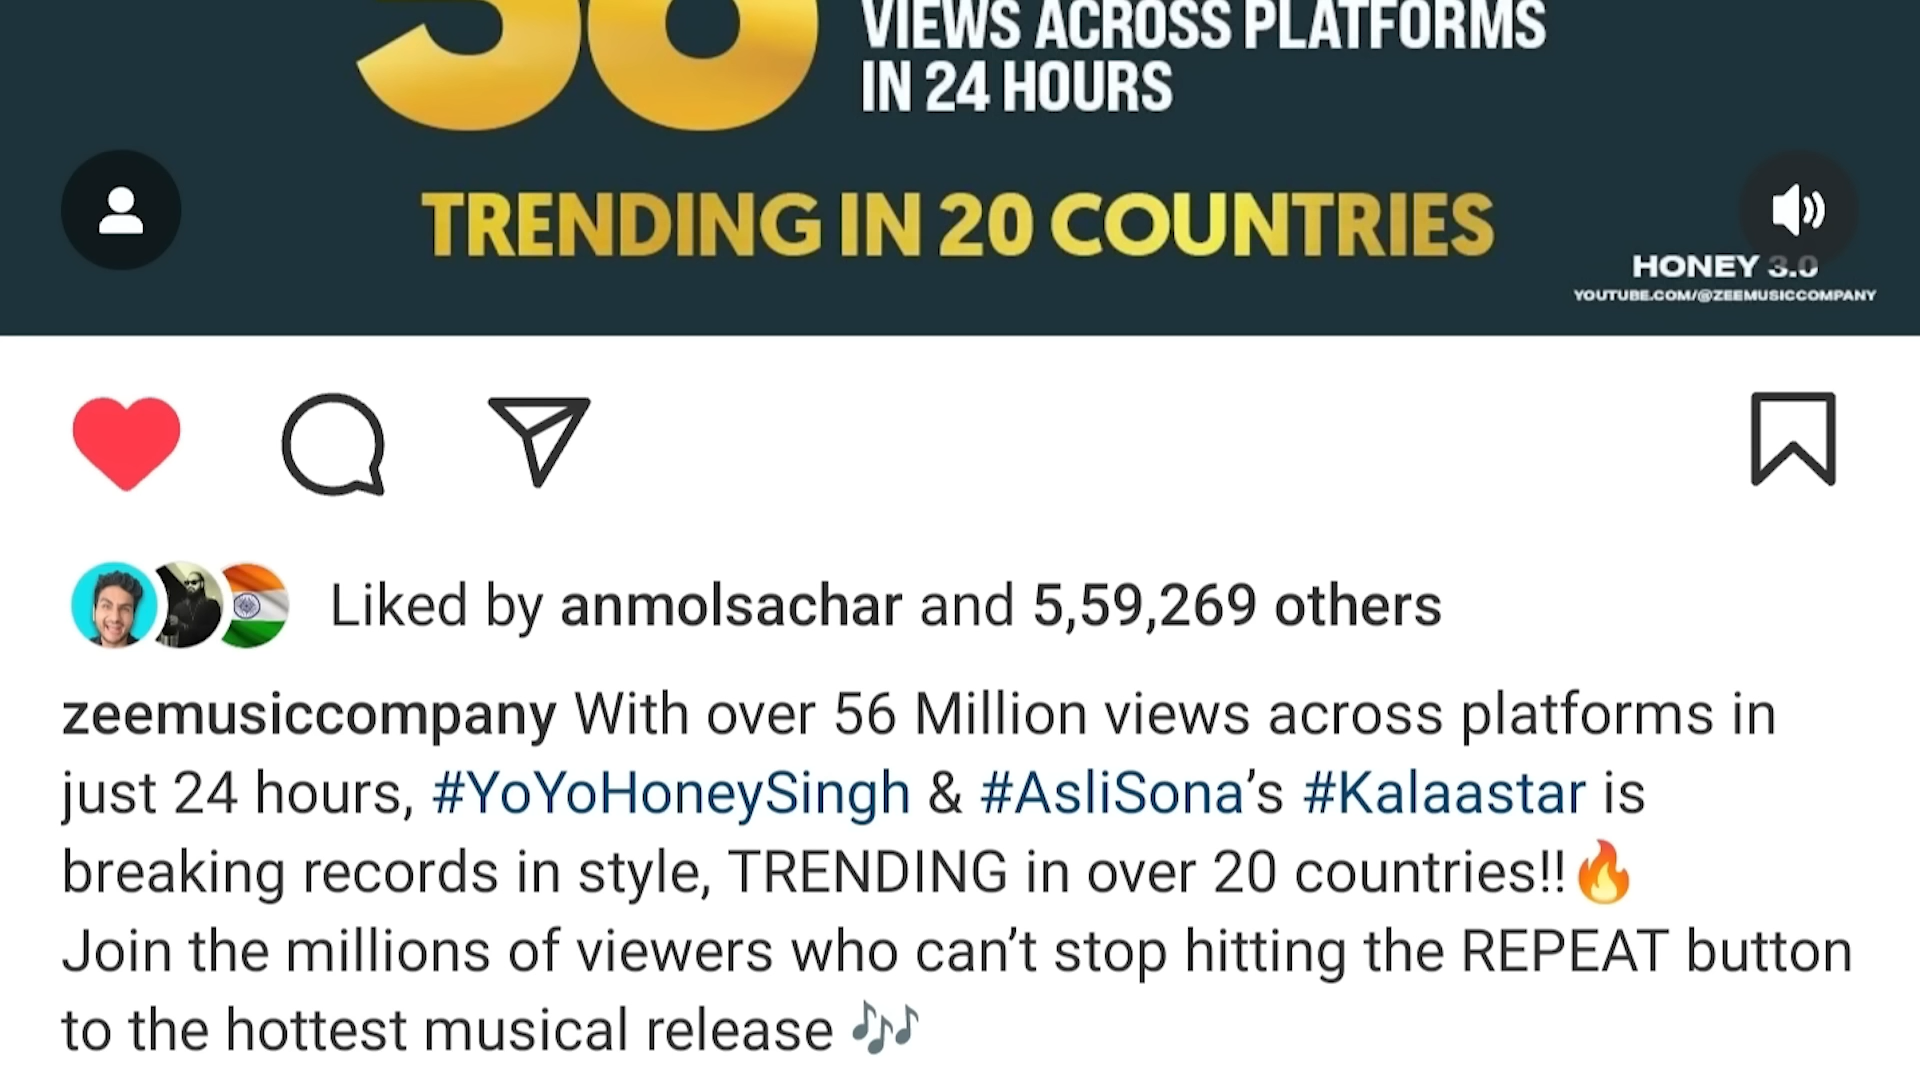 56 VIEWS ACROSS PLATFORMS
IN 24 HOURS
TRENDING IN 20 COUNTRIES
HONEY 3.0
YOUTUBE.COM/@ZEEMUSICCOMPANY
Liked by anmolsachar and 5,59,269 others
zeemusiccompany With over 56 Million views across platforms in
just 24 hours, #YoYoHoneySingh & #AsliSona’s #Kalaastar is
breaking records in style, TRENDING in over 20 countries!!🔥
Join the millions of viewers who can’t stop hitting the REPEAT button
to the hottest musical release 🎶